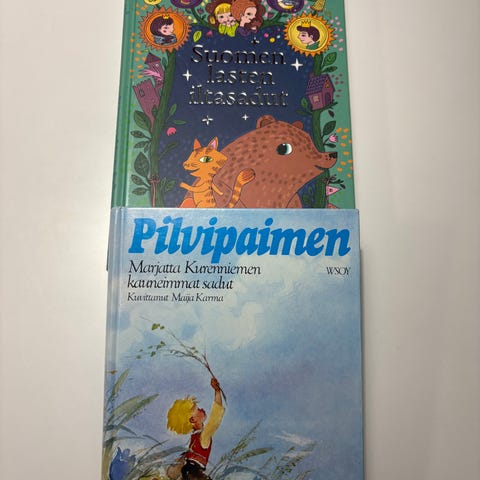 Suomen
lasten
iltasadut
Pilvipaimen
Marjatta Kurenniemen
kauneimmat sadut
Kuvittanut Maija Karma
WSOY